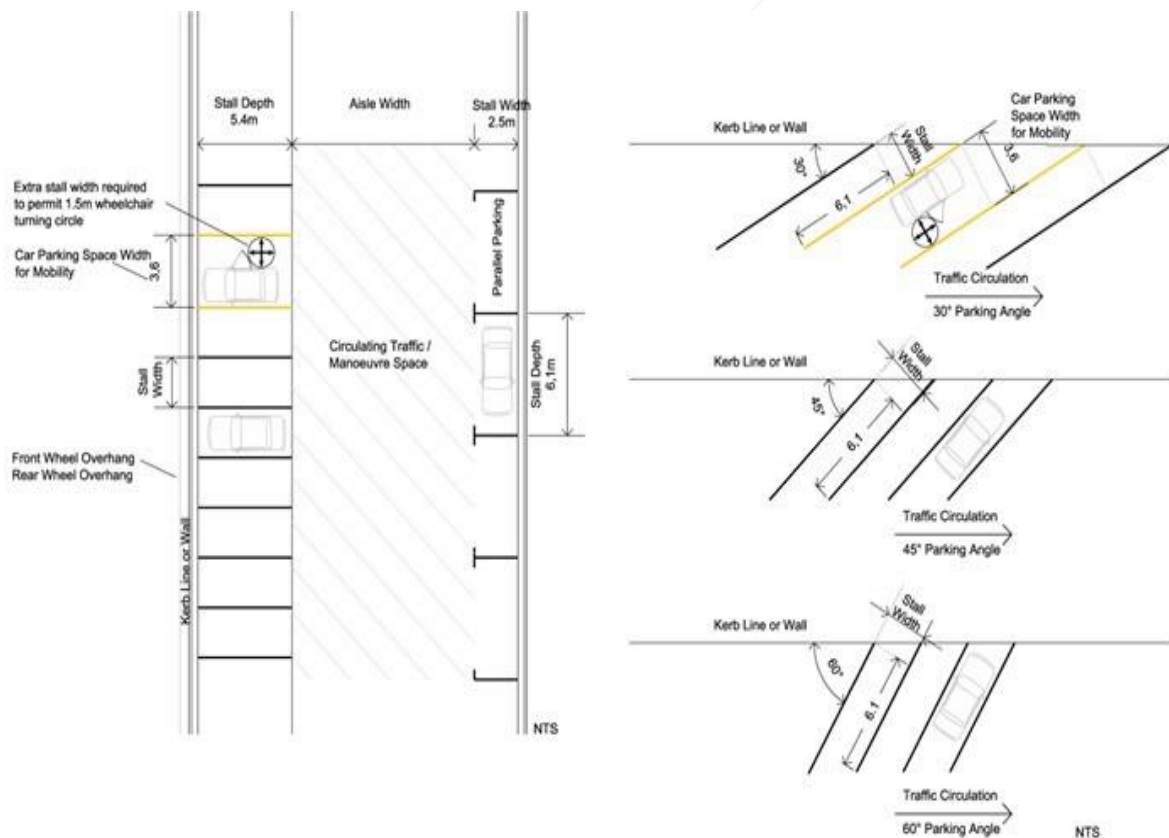 Stall Depth
5.4m
Aisle Width
Stall Width
2.5m
Extra stall width required
to permit 1.5m wheelchair
turning circle
Car Parking Space Width
for Mobility
3,6
Parallel Parking
Circulating Traffic /
Manoeuvre Space
Stall Depth
6,1m
Stall
Width
Front Wheel Overhang
Rear Wheel Overhang
Kerb Line or Wall
NTS
Kerb Line or Wall
30°
Stall
Width
Car Parking
Space Width
for Mobility
3,6
6,1
Traffic Circulation
30° Parking Angle
Kerb Line or Wall
Stall
Width
45°
6,1
Traffic Circulation
45° Parking Angle
Kerb Line or Wall
Stall
Width
60°
6.1
Traffic Circulation
60° Parking Angle
NTS